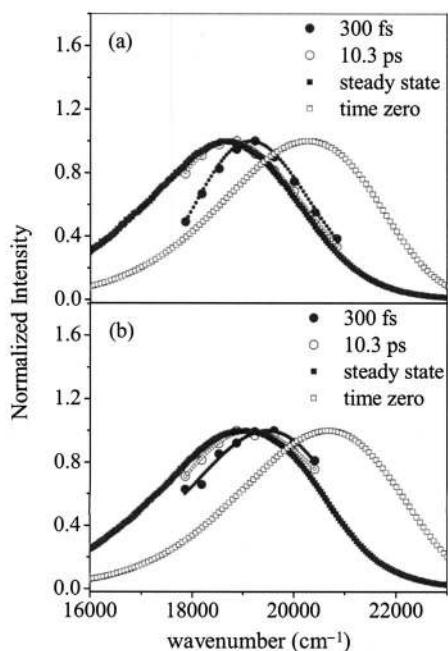 (a)
300 fs
10.3 ps
steady state
time zero
1.6
1.2
0.8
0.4
0.0
(b)
300 fs
10.3 ps
steady state
time zero
1.6
1.2
0.8
0.4
0.0
Normalized Intensity
16000 18000 20000 22000
wavenumber (cm⁻¹)